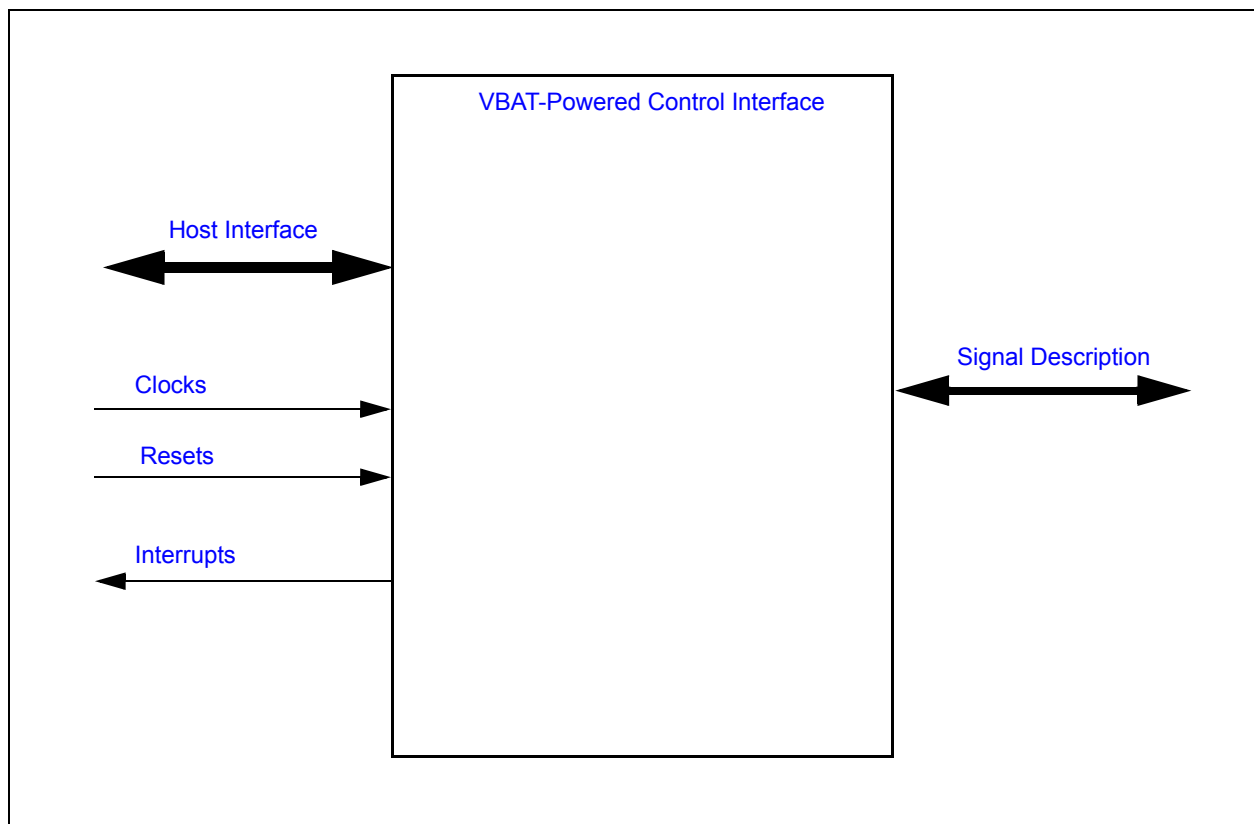 VBAT-Powered Control Interface
Host Interface
Signal Description
Clocks
Resets
Interrupts